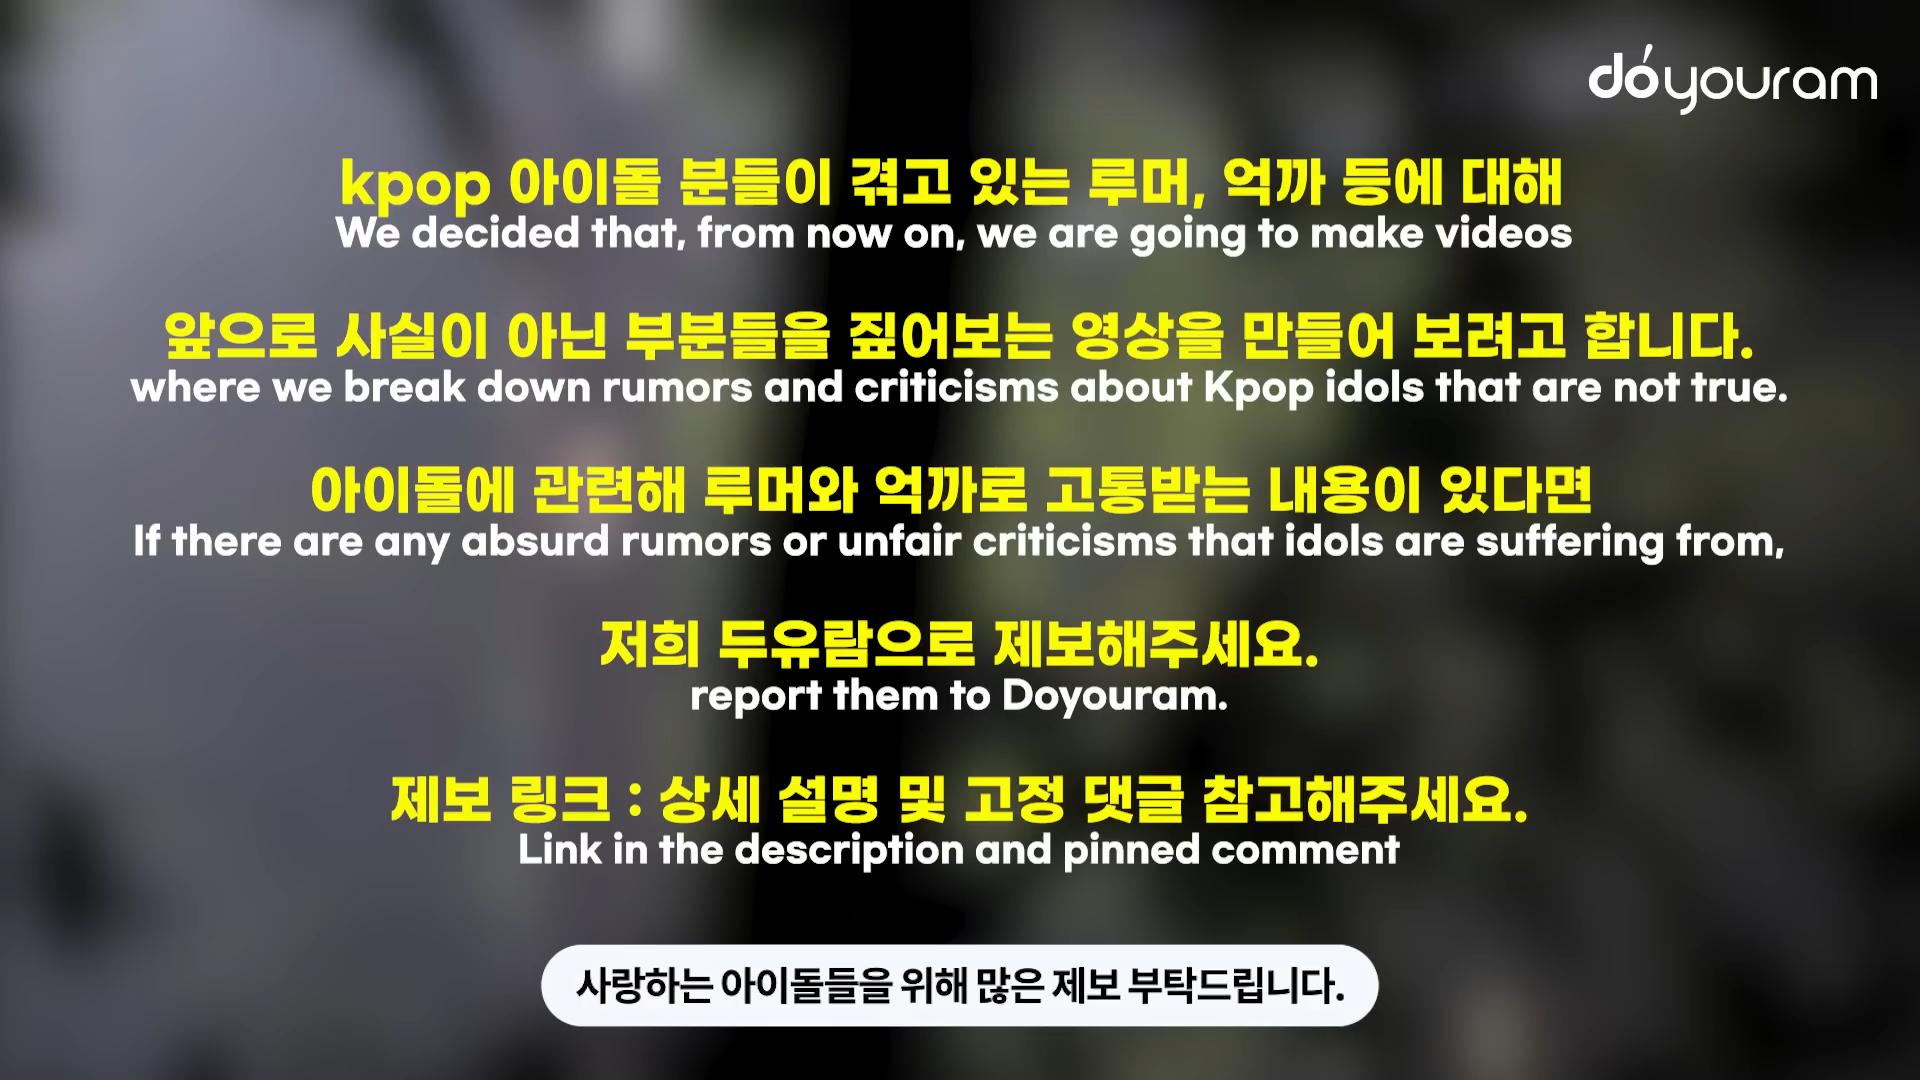 dóyouram
kpop 아이돌 분들이 겪고 있는 루머, 억까 등에 대해
We decided that, from now on, we are going to make videos
앞으로 사실이 아닌 부분들을 짚어보는 영상을 만들어 보려고 합니다.
where we break down rumors and criticisms about Kpop idols that are not true.
아이돌에 관련해 루머와 억까로 고통받는 내용이 있다면
If there are any absurd rumors or unfair criticisms that idols are suffering from,
저희 두유람으로 제보해주세요.
report them to Doyouram.
제보 링크 : 상세 설명 및 고정 댓글 참고해주세요.
Link in the description and pinned comment
사랑하는 아이돌들을 위해 많은 제보 부탁드립니다.